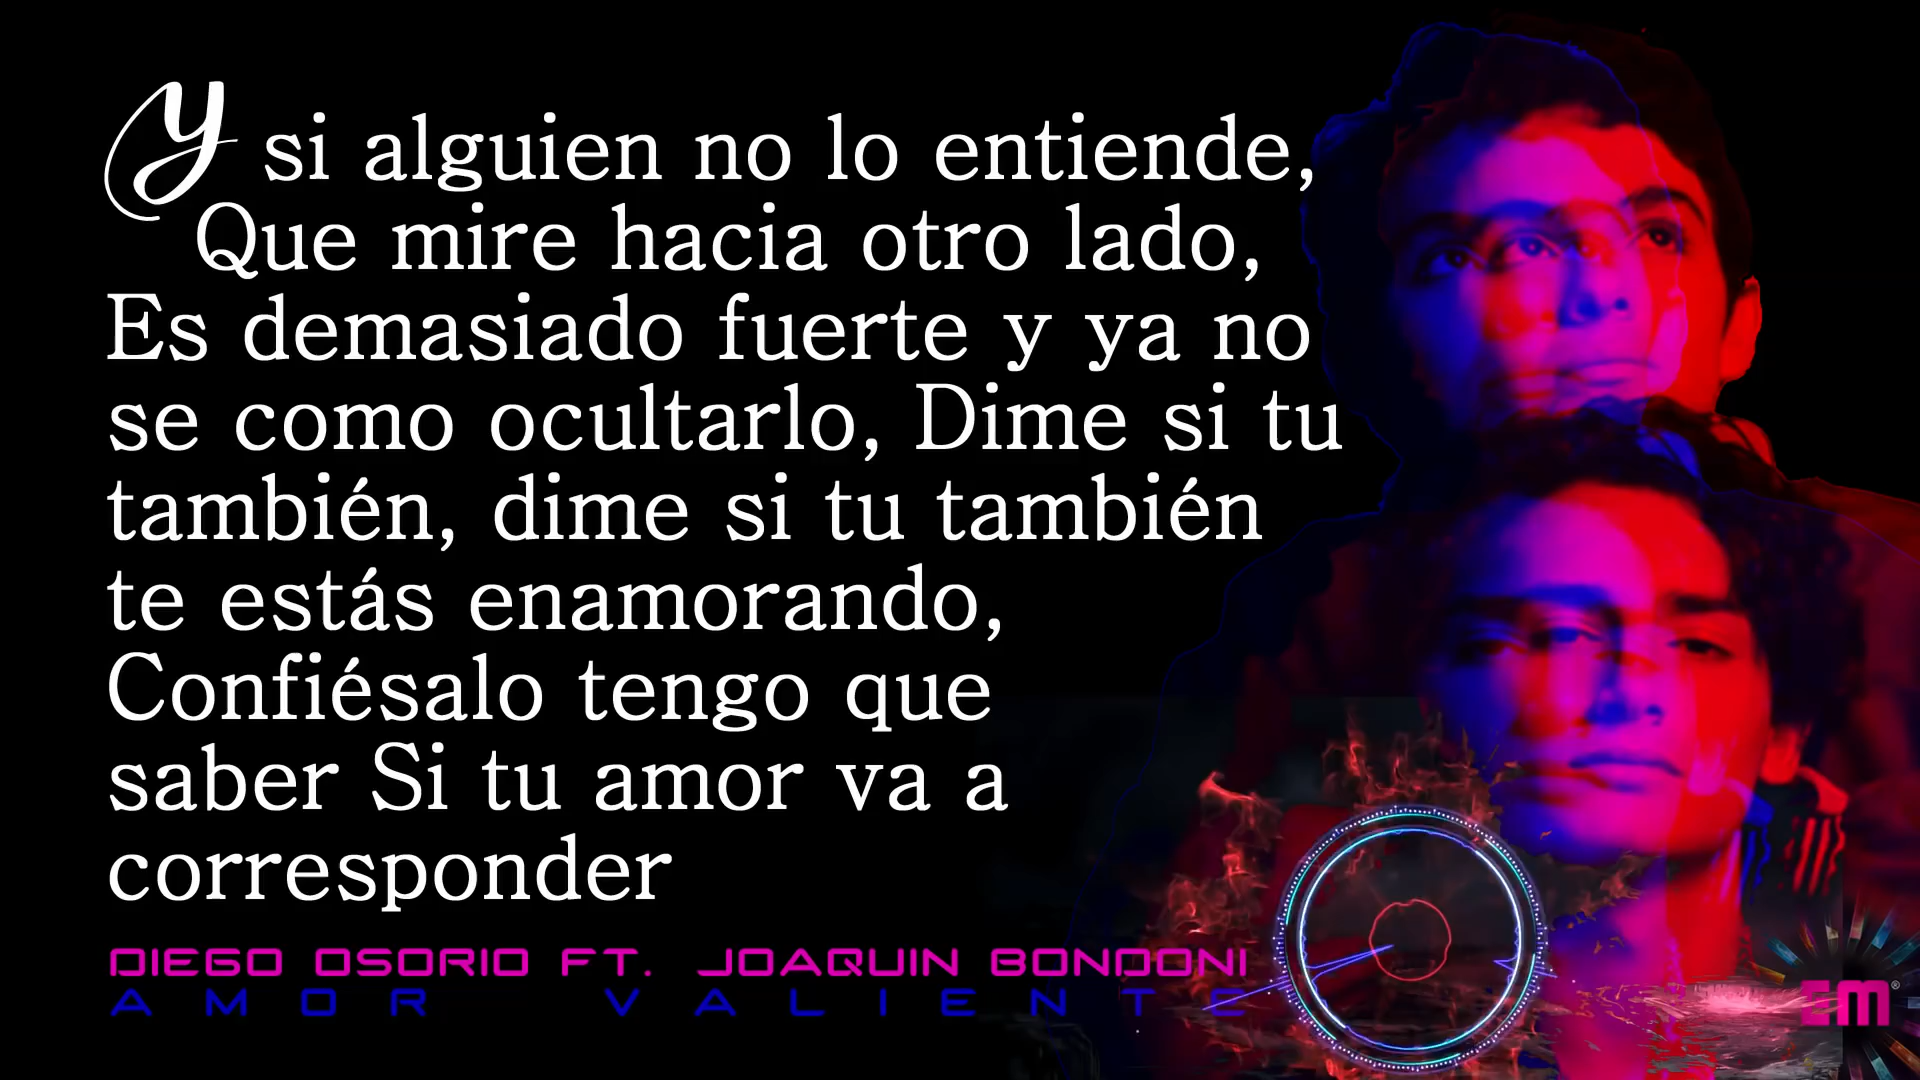 Y si alguien no lo entiende,
Que mire hacia otro lado,
Es demasiado fuerte y ya no
se como ocultarlo, Dime si tu
también, dime si tu también
te estás enamorando,
Confiésalo tengo que
saber Si tu amor va a
corresponder
DIEGO OSORIO FT. JOAQUIN BONDONI
AMOR VALIENTE
EM®